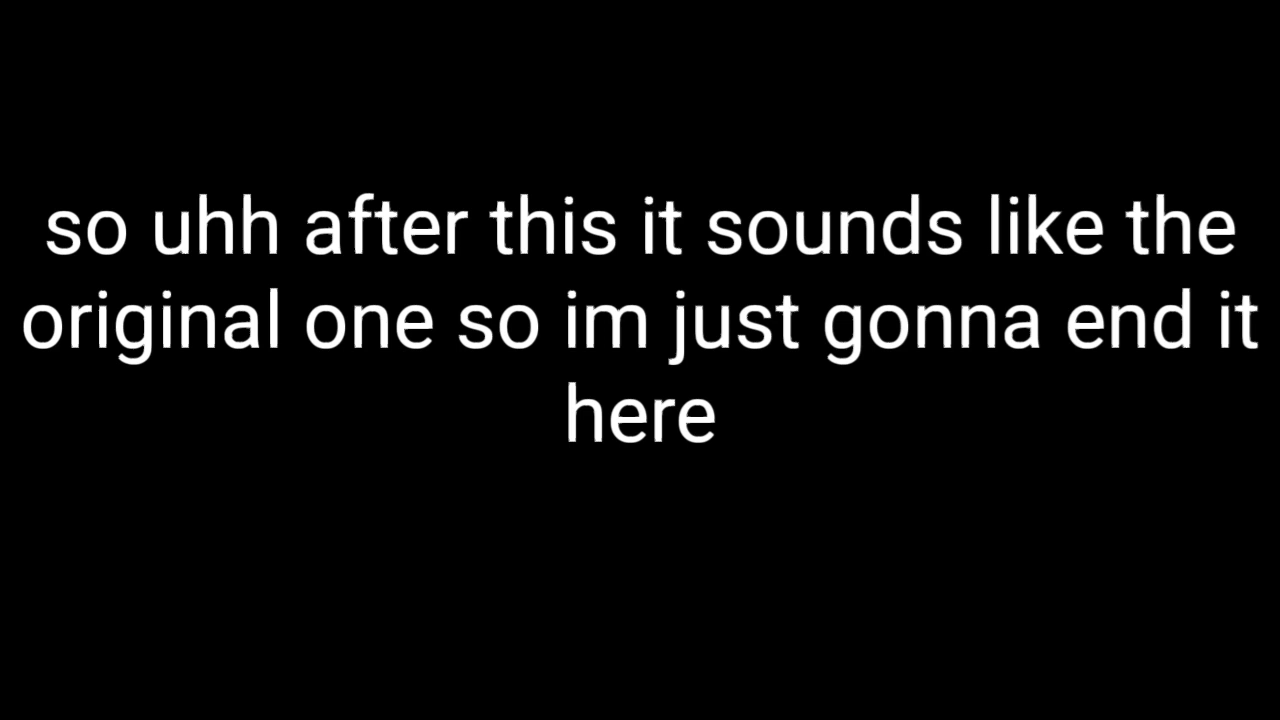 so uhh after this it sounds like the
original one so im just gonna end it
here